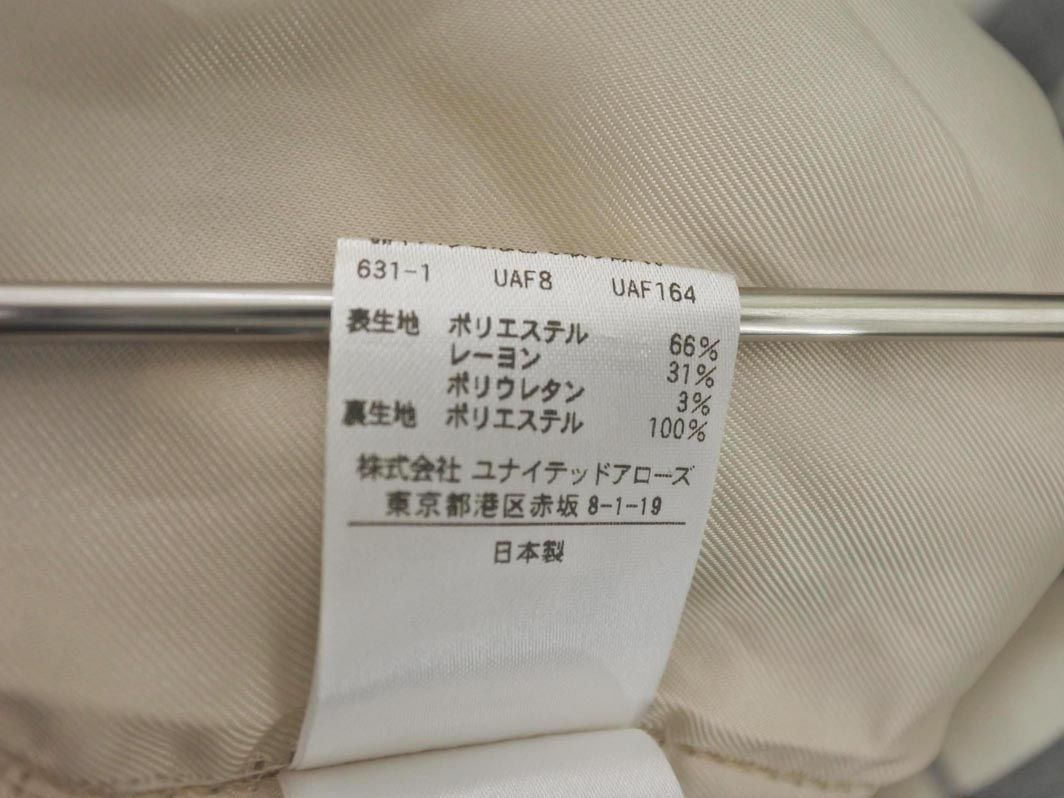 631-1 UAF8 UAF164
表生地 ポリエステル 66%
レーヨン 31%
ポリウレタン 3%
裏生地 ポリエステル 100%
株式会社 ユナイテッドアローズ
東京都港区赤坂 8-1-19
日本製